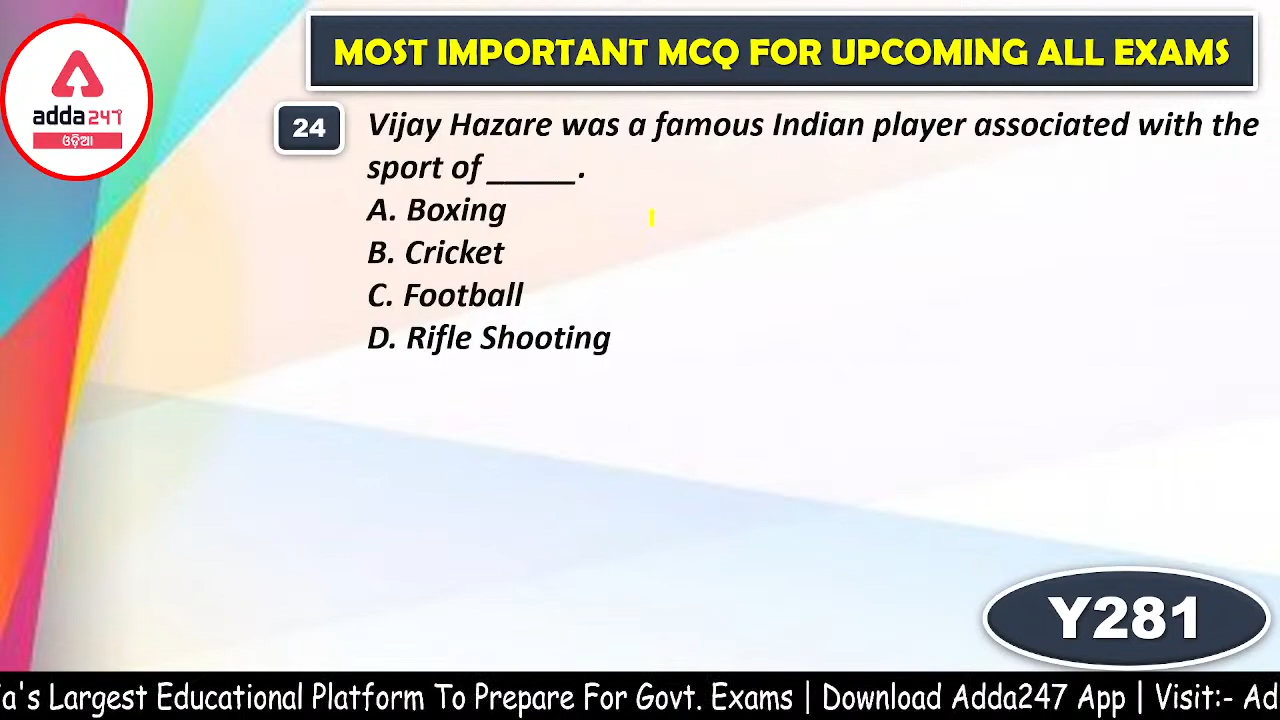 MOST IMPORTANT MCQ FOR UPCOMING ALL EXAMS
adda247
ଓଡ଼ିଆ
24
Vijay Hazare was a famous Indian player associated with the
sport of _____.
A. Boxing
B. Cricket
C. Football
D. Rifle Shooting
Y281
's Largest Educational Platform To Prepare For Govt. Exams | Download Adda247 App | Visit:- Ad